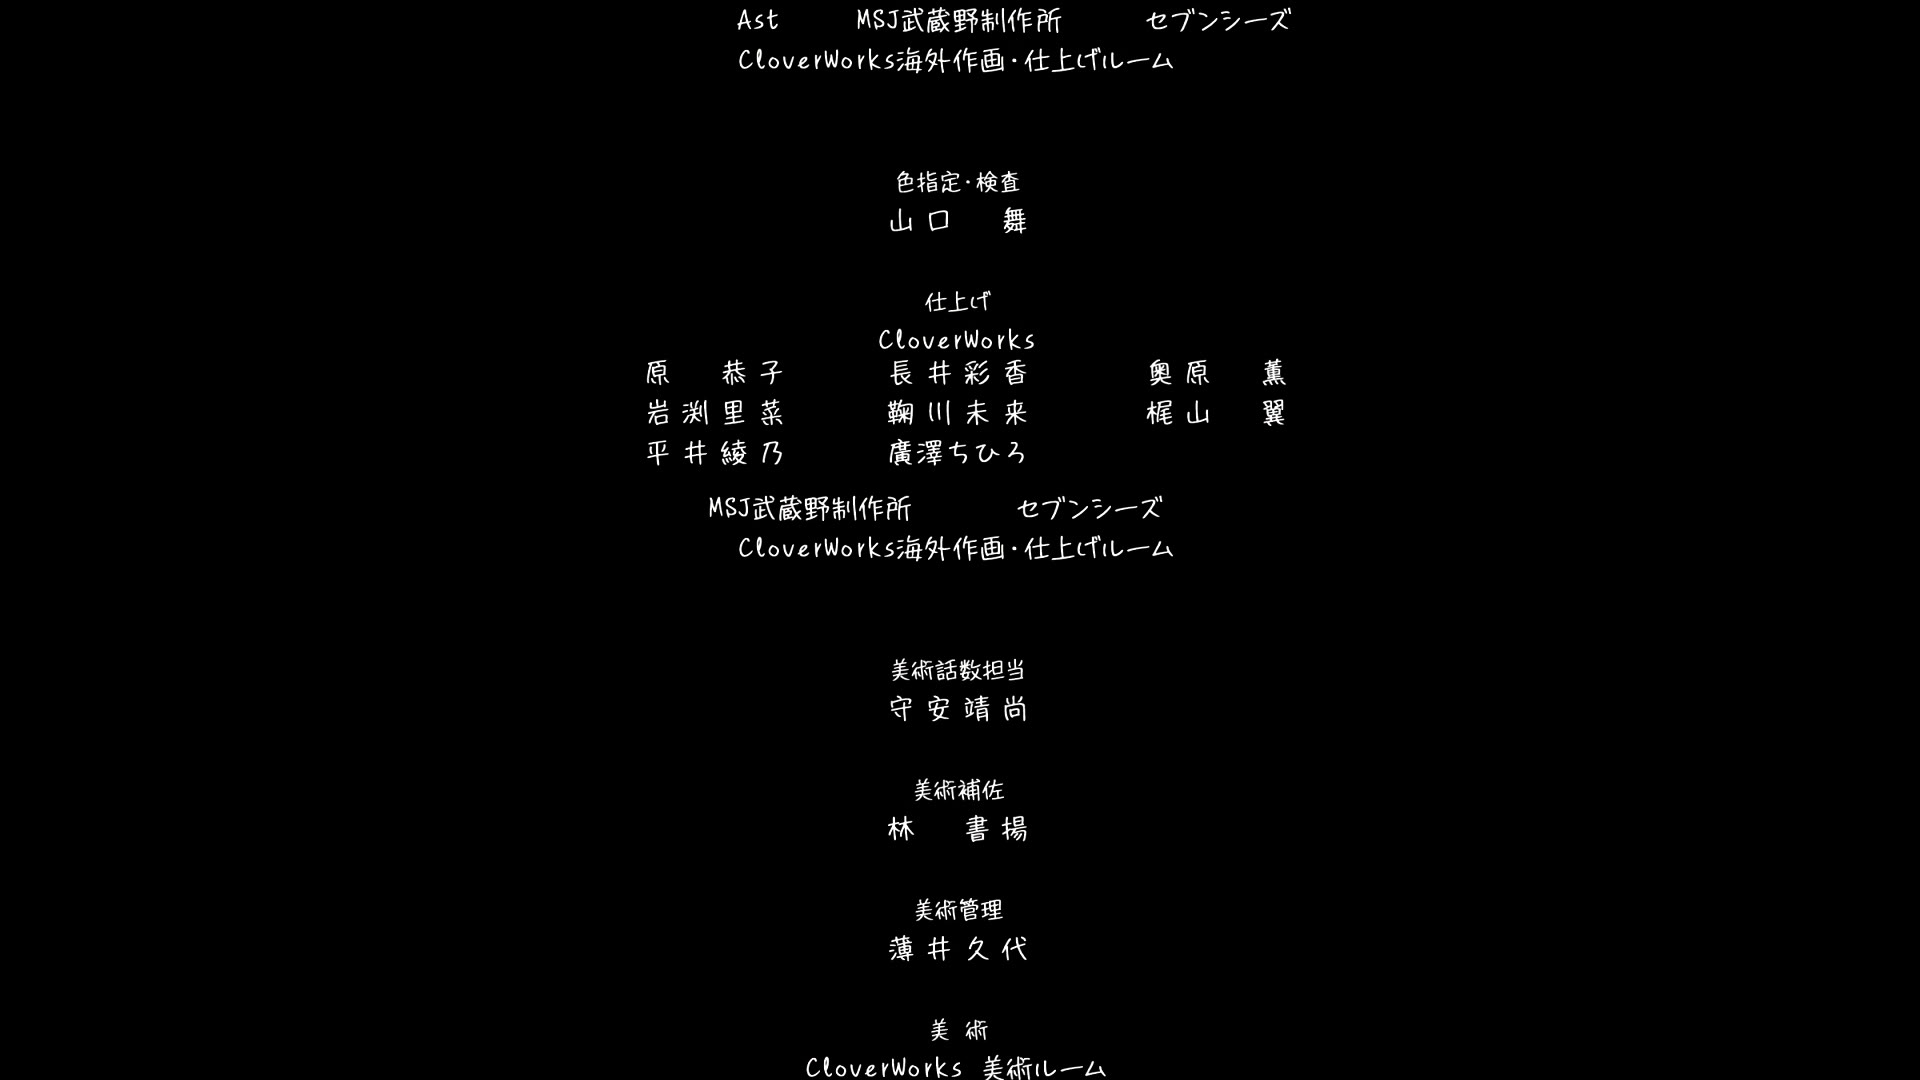 Ast MSJ武蔵野制作所 セブンシーズ
CloverWorks海外作画・仕上げルーム
色指定・検査
山口 舞
仕上げ
CloverWorks
原 恭子 長井彩香 奥原 薫
岩渕里菜 鞠川未来 梶山 翼
平井綾乃 廣澤ちひろ
MSJ武蔵野制作所 セブンシーズ
CloverWorks海外作画・仕上げルーム
美術話数担当
守安靖尚
美術補佐
林 書揚
美術管理
薄井久代
美術
CloverWorks 美術ルーム